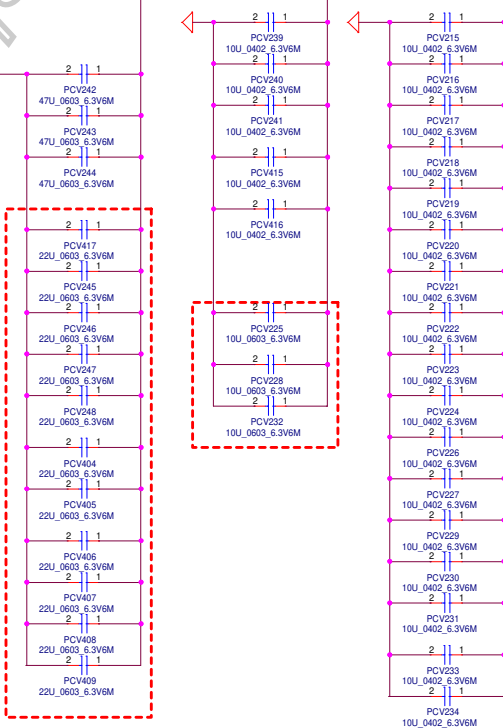 2 1
PCV242
47U_0603_6.3V6M
2 1
PCV243
47U_0603_6.3V6M
2 1
PCV244
47U_0603_6.3V6M
2 1
PCV417
22U_0603_6.3V6M
2 1
PCV245
22U_0603_6.3V6M
2 1
PCV246
22U_0603_6.3V6M
2 1
PCV247
22U_0603_6.3V6M
2 1
PCV248
22U_0603_6.3V6M
2 1
PCV404
22U_0603_6.3V6M
2 1
PCV405
22U_0603_6.3V6M
2 1
PCV406
22U_0603_6.3V6M
2 1
PCV407
22U_0603_6.3V6M
2 1
PCV408
22U_0603_6.3V6M
2 1
PCV409
22U_0603_6.3V6M
2 1
PCV239
10U_0402_6.3V6M
2 1
PCV240
10U_0402_6.3V6M
2 1
PCV241
10U_0402_6.3V6M
2 1
PCV415
10U_0402_6.3V6M
2 1
PCV416
10U_0402_6.3V6M
2 1
PCV225
10U_0603_6.3V6M
2 1
PCV228
10U_0603_6.3V6M
2 1
PCV232
10U_0603_6.3V6M
2 1
PCV215
10U_0402_6.3V6M
2 1
PCV216
10U_0402_6.3V6M
2 1
PCV217
10U_0402_6.3V6M
2 1
PCV218
10U_0402_6.3V6M
2 1
PCV219
10U_0402_6.3V6M
2 1
PCV220
10U_0402_6.3V6M
2 1
PCV221
10U_0402_6.3V6M
2 1
PCV222
10U_0402_6.3V6M
2 1
PCV223
10U_0402_6.3V6M
2 1
PCV224
10U_0402_6.3V6M
2 1
PCV226
10U_0402_6.3V6M
2 1
PCV227
10U_0402_6.3V6M
2 1
PCV229
10U_0402_6.3V6M
2 1
PCV230
10U_0402_6.3V6M
2 1
PCV231
10U_0402_6.3V6M
2 1
PCV233
10U_0402_6.3V6M
2 1
PCV234
10U_0402_6.3V6M